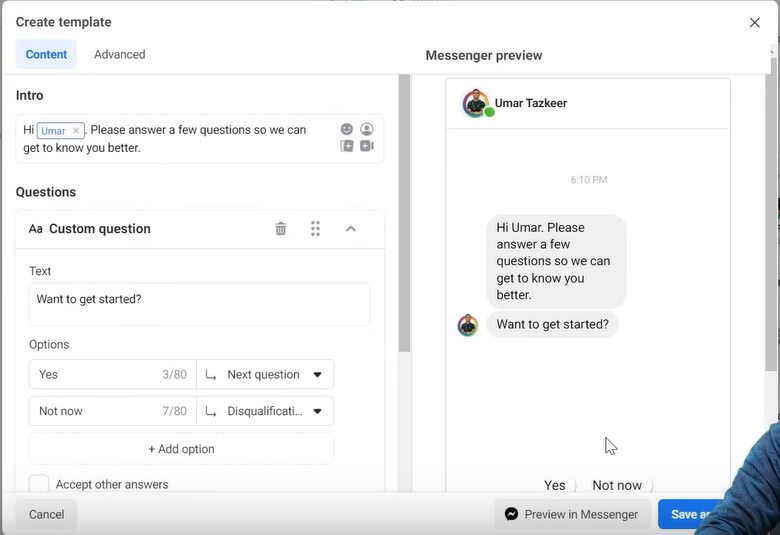 Create template
Content
Advanced
Messenger preview
Intro
Hi Umar ×. Please answer a few questions so we can
get to know you better.
Questions
Aa Custom question
Text
Want to get started?
Options
Yes 3/80 Next question
Not now 7/80 Disqualificati...
+ Add option
Accept other answers
Cancel
Umar Tazkeer
6:10 PM
Hi Umar. Please
answer a few
questions so we can
get to know you
better.
Want to get started?
Yes
Not now
Preview in Messenger
Save